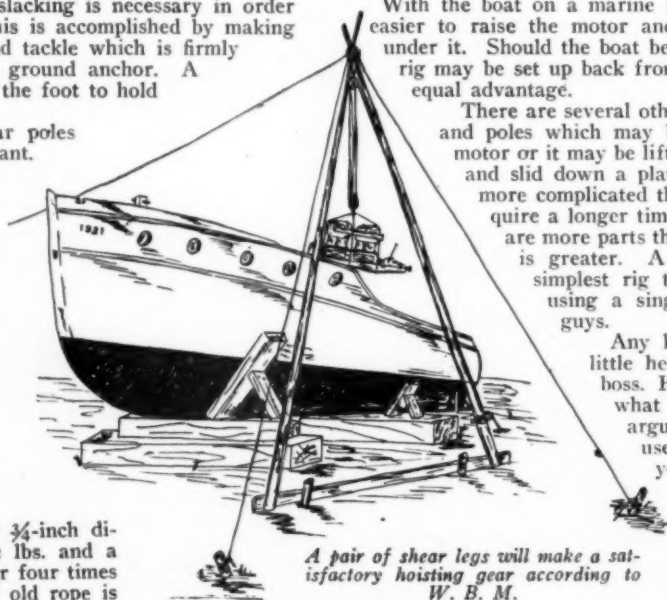 slacking is necessary in order
his is accomplished by making
d tackle which is firmly
ground anchor. A
the foot to hold
ar poles
ant.
¾-inch di-
lbs. and a
r four times
old rope is
With the boat on a marine
easier to raise the motor and
under it. Should the boat be
rig may be set up back from
equal advantage.
There are several oth
and poles which may
motor or it may be lift
and slid down a pla
more complicated th
quire a longer tim
are more parts th
is greater. A
simplest rig t
using a sing
guys.
Any
little he
boss.
what
argu
use
y
1921
A pair of shear legs will make a sat-
isfactory hoisting gear according to
W. B. M.